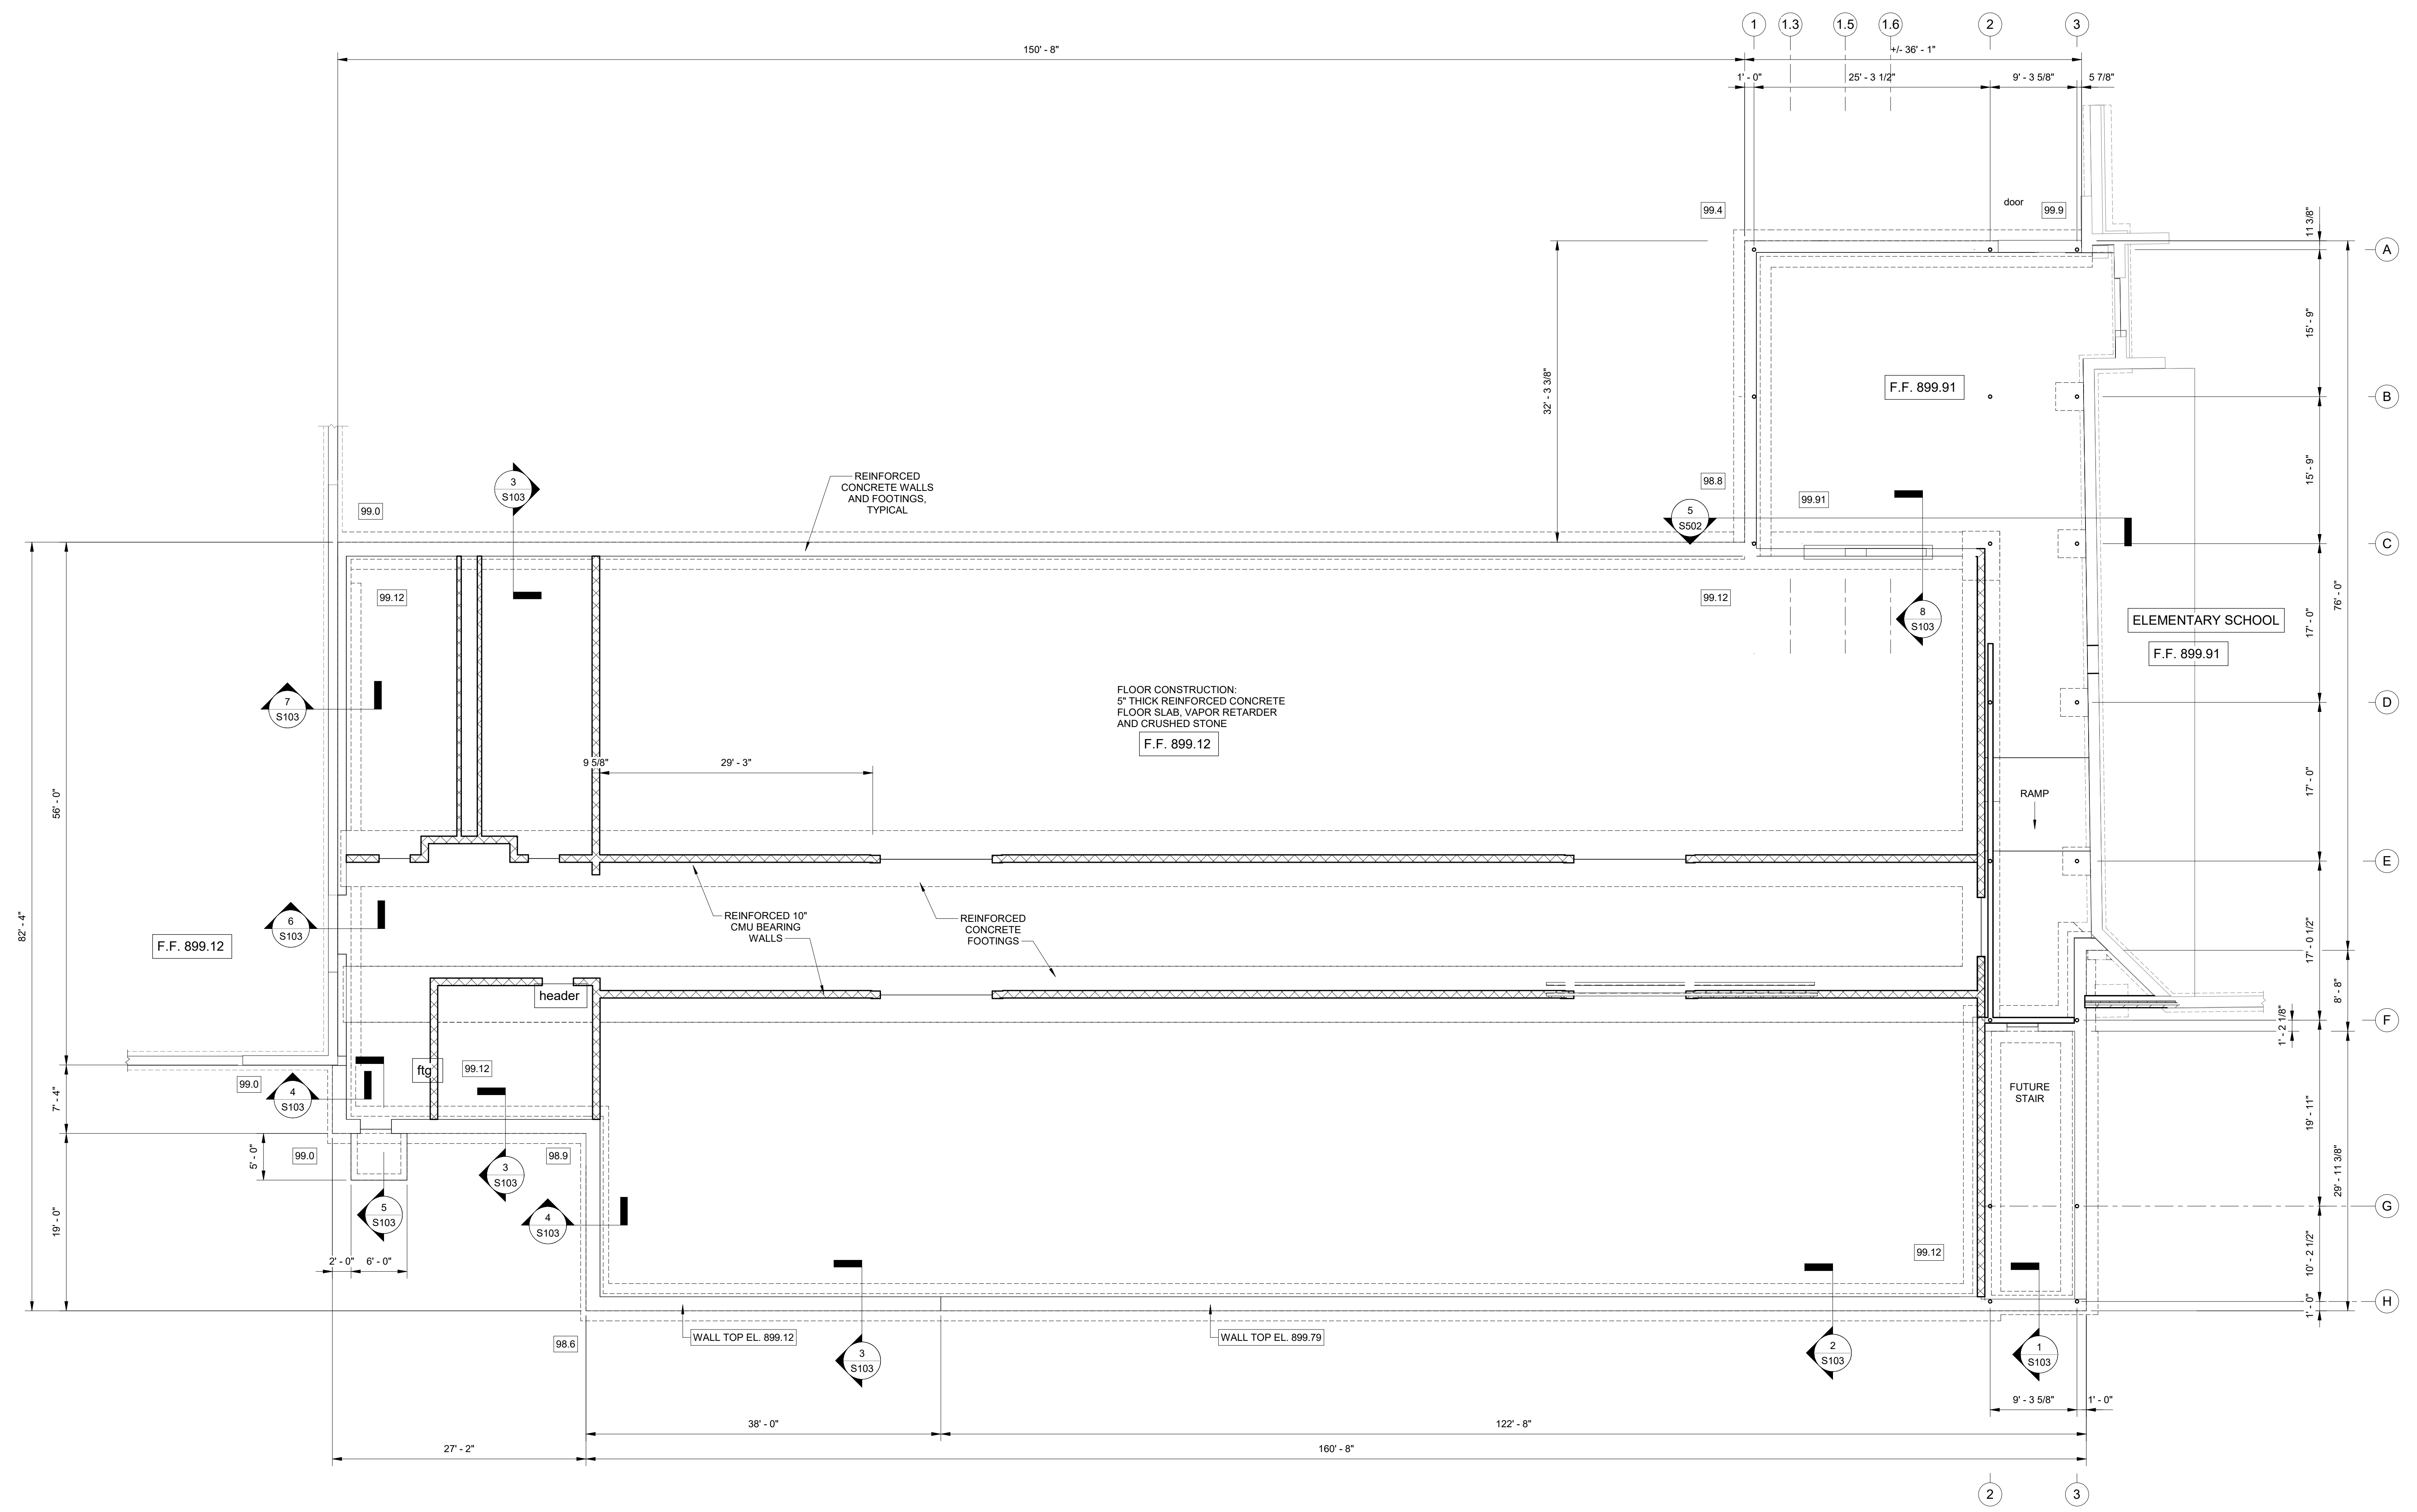 1
1.3
1.5
1.6
2
3
150' - 8"
+/- 36' - 1"
1' - 0"
25' - 3 1/2"
9' - 3 5/8"
5 7/8"
door
99.4
99.9
11 3/8"
A
15' - 9"
32' - 3 3/8"
F.F. 899.91
B
15' - 9"
REINFORCED
CONCRETE WALLS
AND FOOTINGS,
TYPICAL
3
S103
99.0
98.8
99.91
5
S502
C
99.12
99.12
8
S103
17' - 0"
76' - 0"
ELEMENTARY SCHOOL
F.F. 899.91
7
S103
FLOOR CONSTRUCTION:
5" THICK REINFORCED CONCRETE
FLOOR SLAB, VAPOR RETARDER
AND CRUSHED STONE
F.F. 899.12
D
9 5/8"
29' - 3"
17' - 0"
RAMP
56' - 0"
E
82' - 4"
6
S103
F.F. 899.12
REINFORCED 10"
CMU BEARING
WALLS
REINFORCED
CONCRETE
FOOTINGS
17' - 0 1/2"
header
8' - 8"
F
1' - 2 1/8"
ftg
99.12
99.0
4
S103
7' - 4"
FUTURE
STAIR
19' - 11"
5' - 0"
99.0
98.9
3
S103
29' - 11 3/8"
19' - 0"
5
S103
4
S103
G
2' - 0"
6' - 0"
99.12
10' - 2 1/2"
H
1' - 0"
98.6
WALL TOP EL. 899.12
WALL TOP EL. 899.79
3
S103
2
S103
1
S103
9' - 3 5/8"
1' - 0"
38' - 0"
122' - 8"
27' - 2"
160' - 8"
2
3